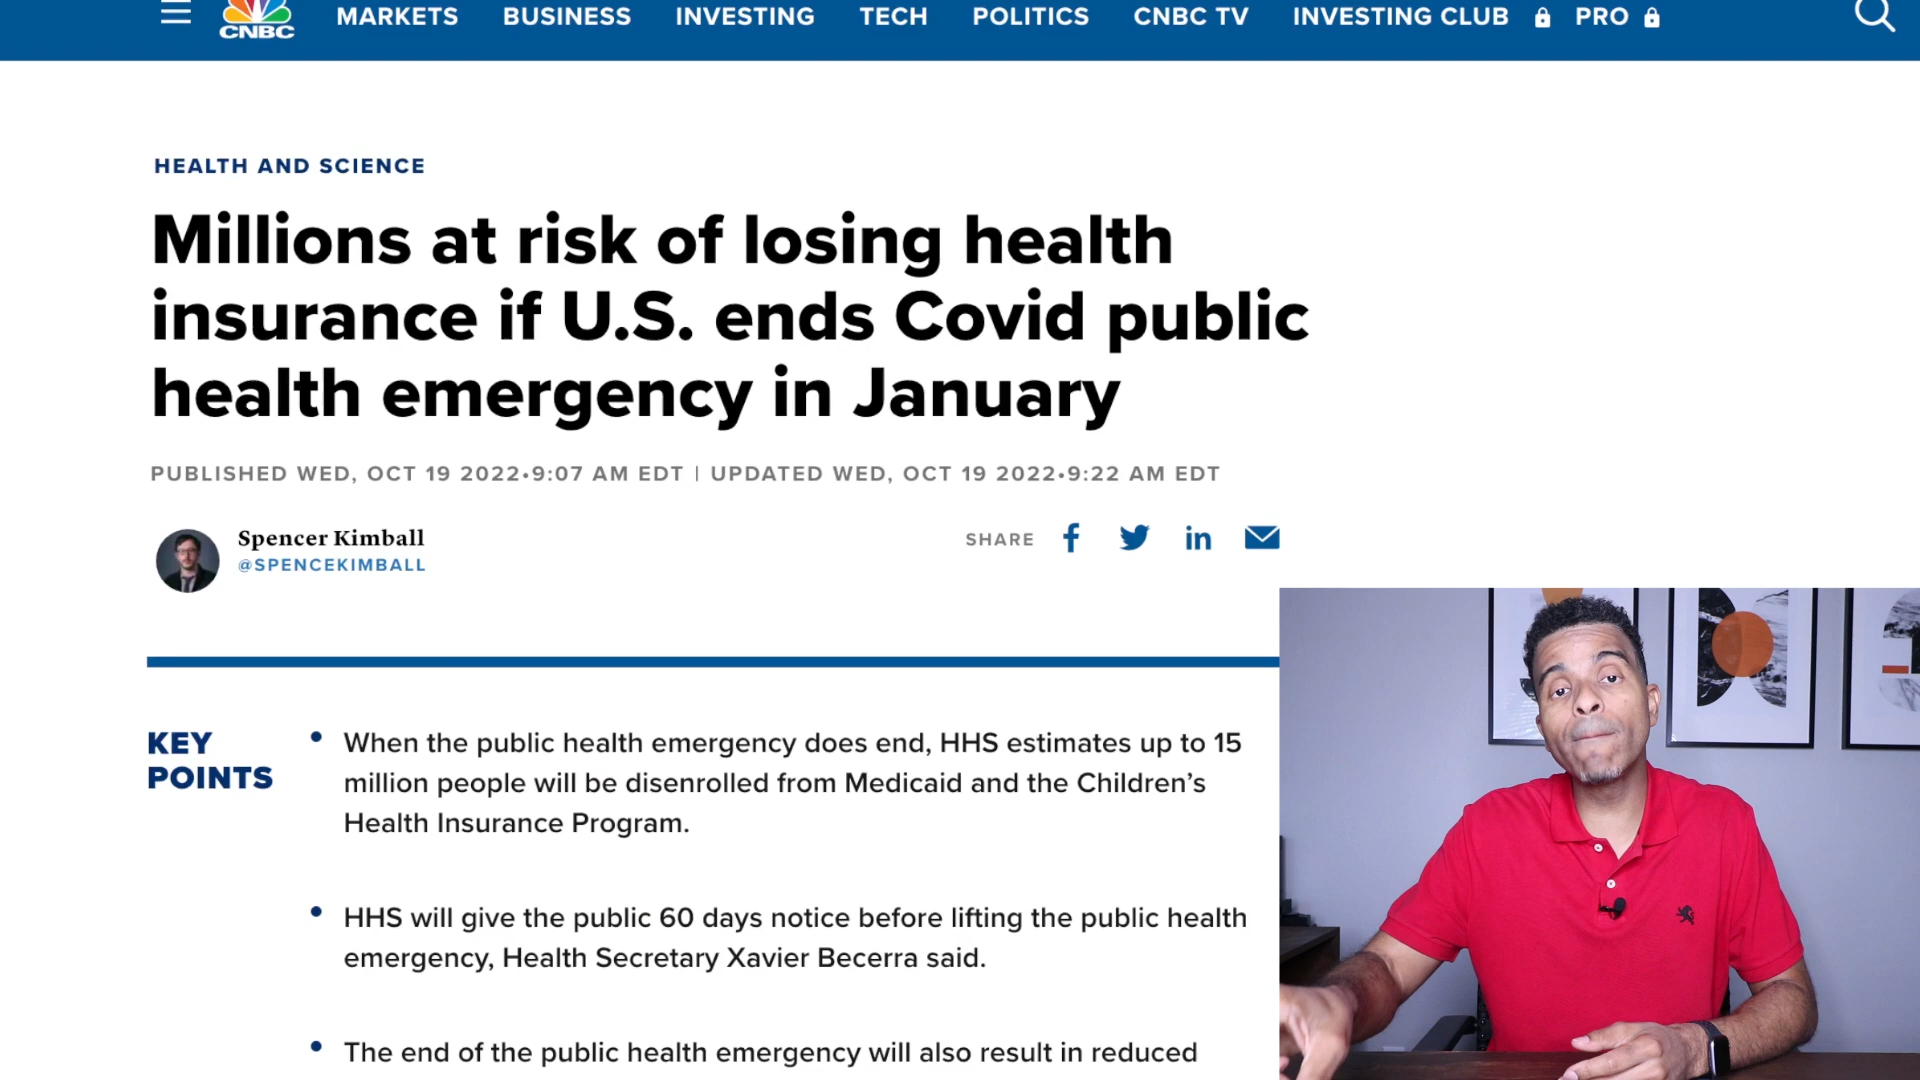 CNBC
MARKETS BUSINESS INVESTING TECH POLITICS CNBC TV INVESTING CLUB PRO
HEALTH AND SCIENCE
Millions at risk of losing health
insurance if U.S. ends Covid public
health emergency in January
PUBLISHED WED, OCT 19 2022•9:07 AM EDT | UPDATED WED, OCT 19 2022•9:22 AM EDT
Spencer Kimball
@SPENCEKIMBALL
SHARE
KEY
POINTS
• When the public health emergency does end, HHS estimates up to 15
million people will be disenrolled from Medicaid and the Children’s
Health Insurance Program.
• HHS will give the public 60 days notice before lifting the public health
emergency, Health Secretary Xavier Becerra said.
• The end of the public health emergency will also result in reduced